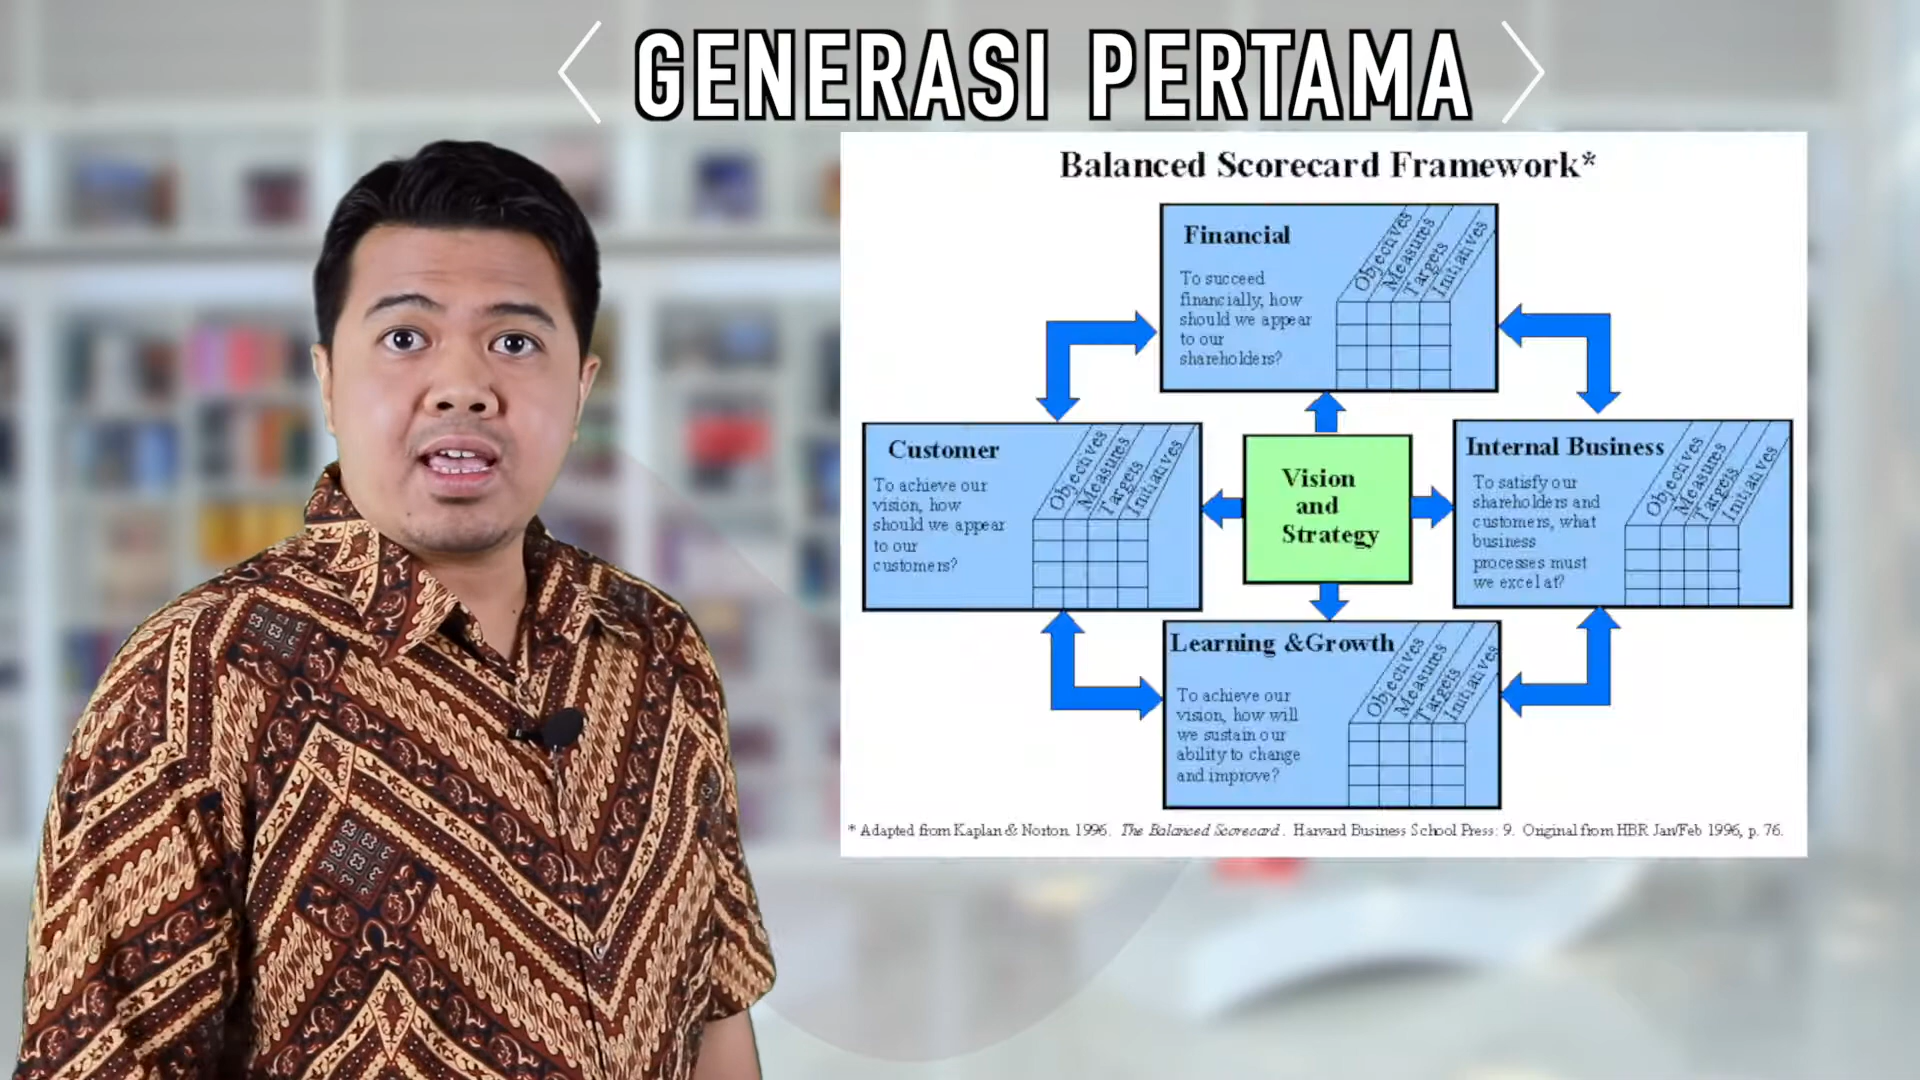 GENERASI PERTAMA
Balanced Scorecard Framework*
Financial
To succeed
financially, how
should we appear
to our
shareholders?
Objectives
Measures
Targets
Initiatives
Customer
To achieve our
vision, how
should we appear
to our
customers?
Objectives
Measures
Targets
Initiatives
Vision
and
Strategy
Internal Business
To satisfy our
shareholders and
customers, what
business
processes must
we excel at?
Objectives
Measures
Targets
Initiatives
Learning &Growth
To achieve our
vision, how will
we sustain our
ability to change
and improve?
Objectives
Measures
Targets
Initiatives
* Adapted from Kaplan & Norton 1996. The Balanced Scorecard. Harvard Business School Press: 9. Original from HBR Jan/Feb 1996, p. 76.